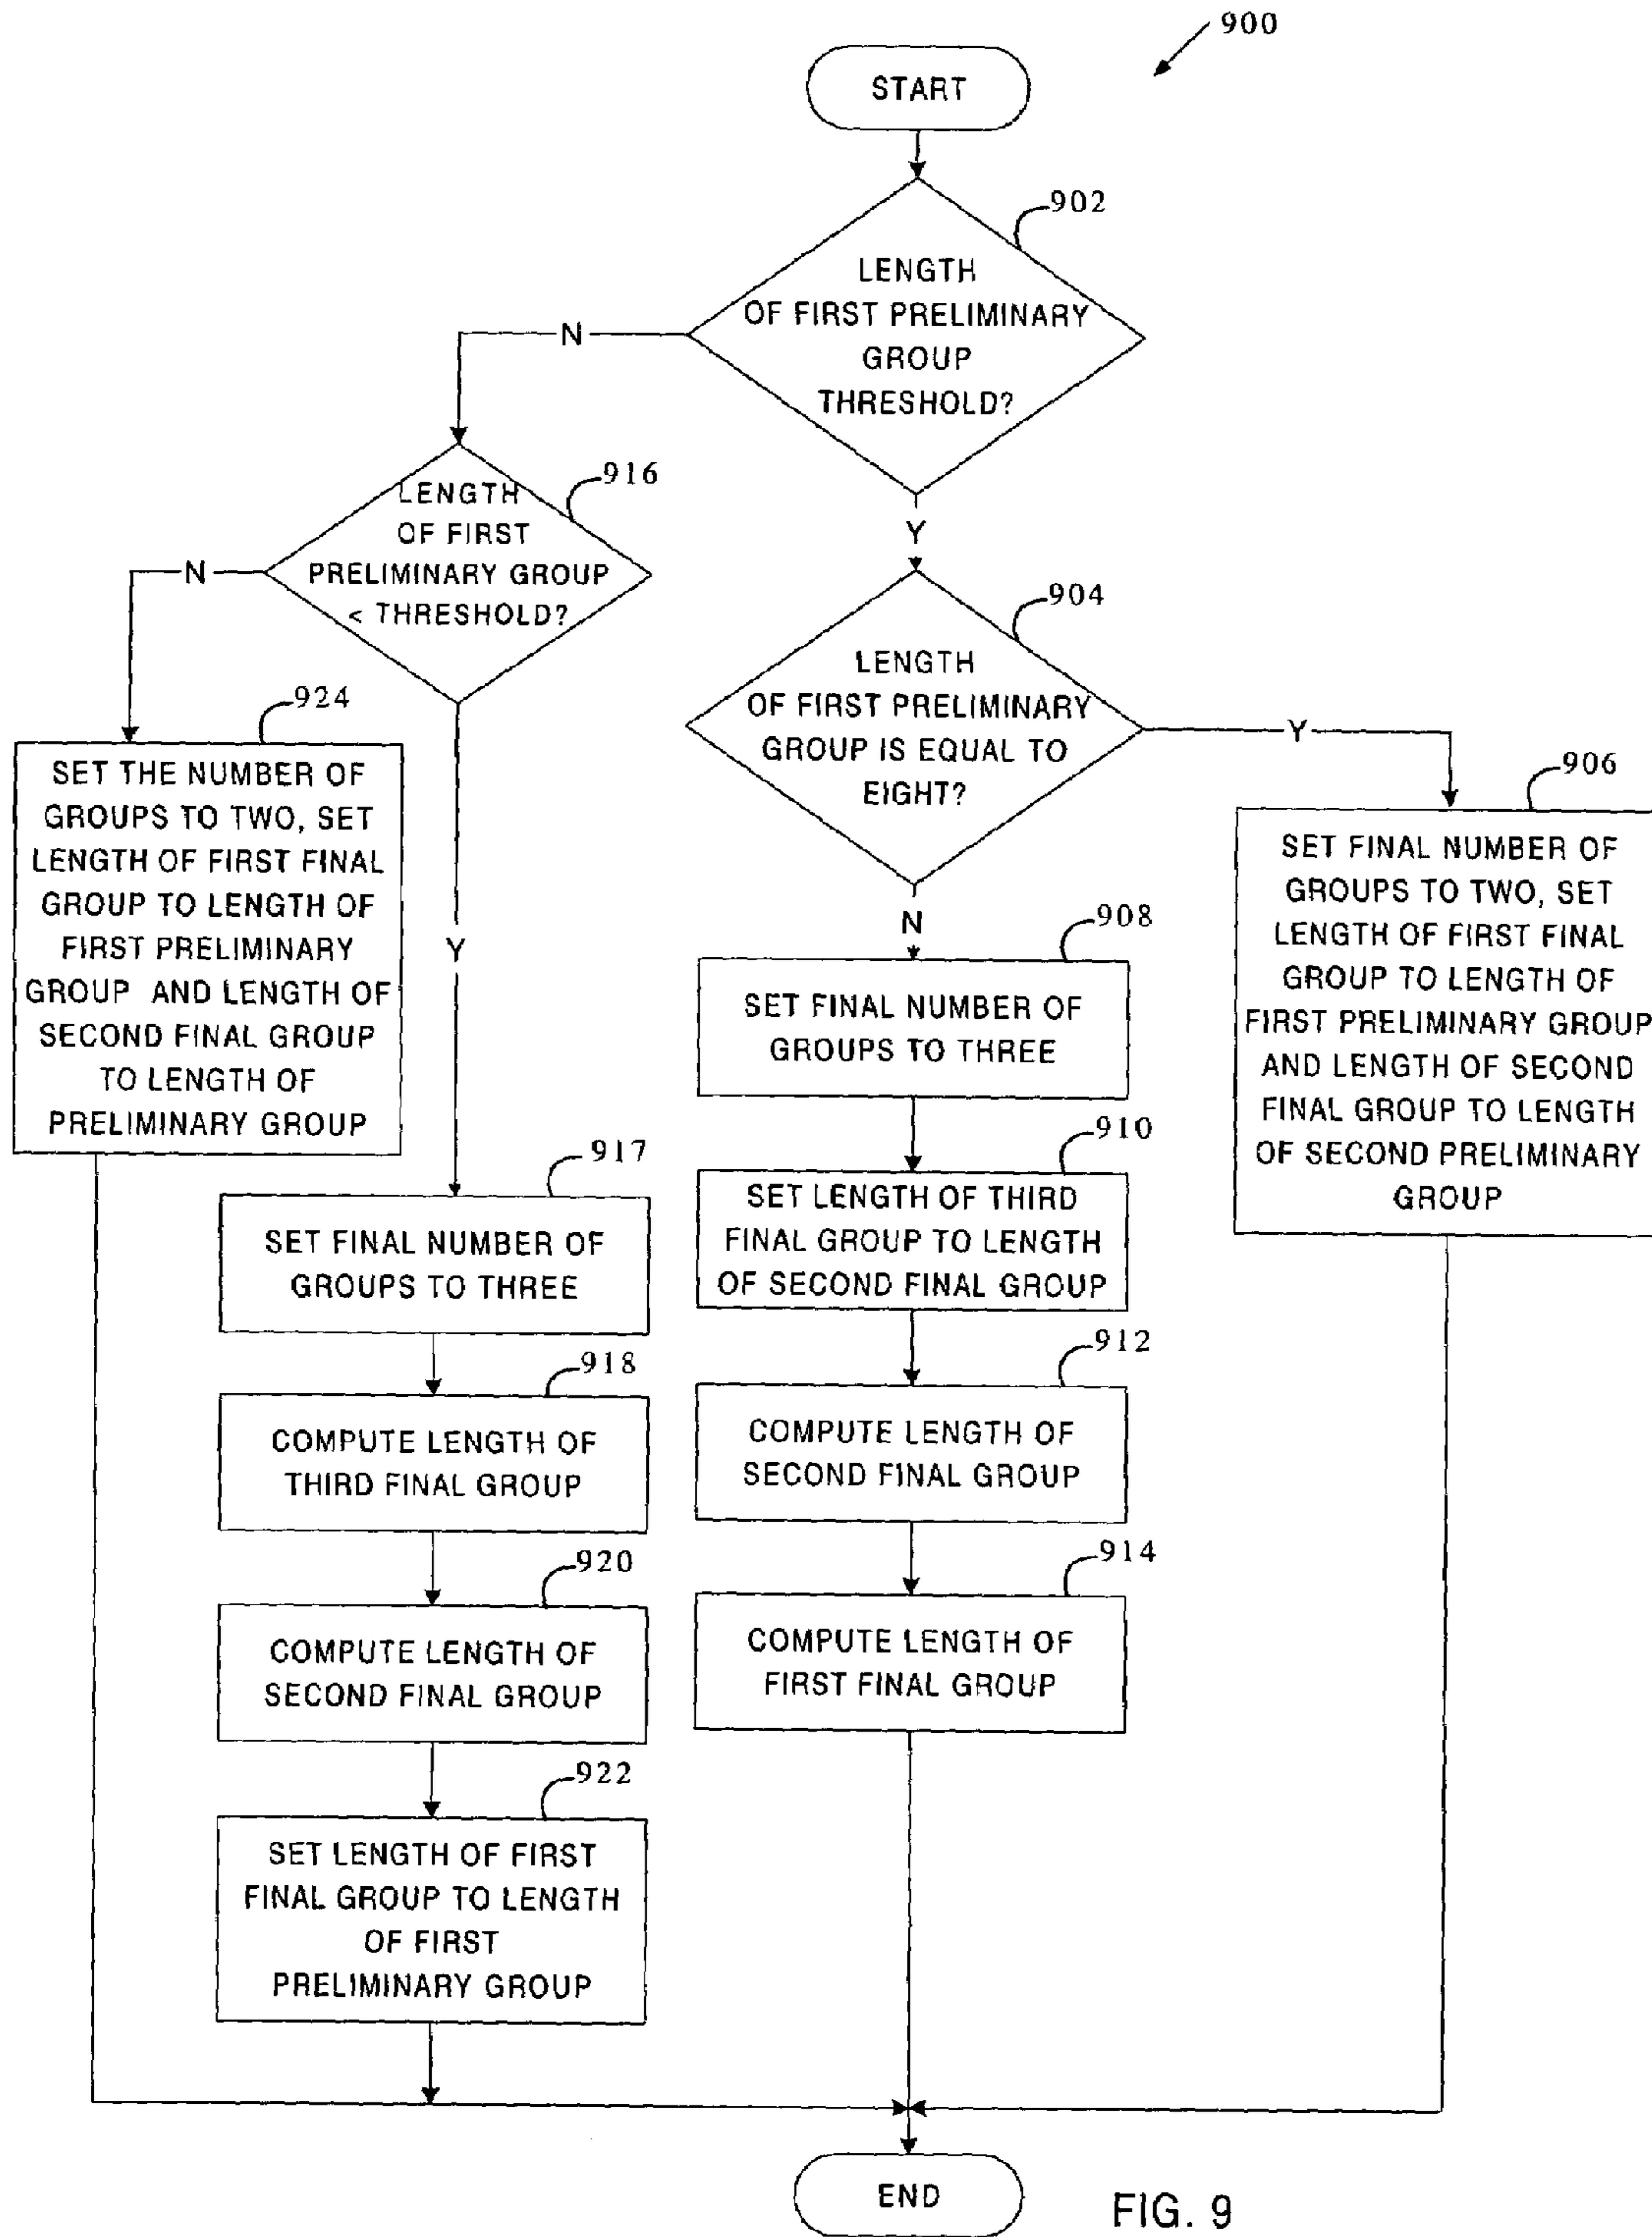 900
START
902
LENGTH
OF FIRST PRELIMINARY
GROUP
THRESHOLD?
N
Y
916
LENGTH
OF FIRST
PRELIMINARY GROUP
< THRESHOLD?
N
Y
904
LENGTH
OF FIRST PRELIMINARY
GROUP IS EQUAL TO
EIGHT?
Y
N
924
SET THE NUMBER OF
GROUPS TO TWO, SET
LENGTH OF FIRST FINAL
GROUP TO LENGTH OF
FIRST PRELIMINARY
GROUP AND LENGTH OF
SECOND FINAL GROUP
TO LENGTH OF
PRELIMINARY GROUP
906
SET FINAL NUMBER OF
GROUPS TO TWO, SET
LENGTH OF FIRST FINAL
GROUP TO LENGTH OF
FIRST PRELIMINARY GROUP
AND LENGTH OF SECOND
FINAL GROUP TO LENGTH
OF SECOND PRELIMINARY
GROUP
908
SET FINAL NUMBER OF
GROUPS TO THREE
910
SET LENGTH OF THIRD
FINAL GROUP TO LENGTH
OF SECOND FINAL GROUP
912
COMPUTE LENGTH OF
SECOND FINAL GROUP
914
COMPUTE LENGTH OF
FIRST FINAL GROUP
917
SET FINAL NUMBER OF
GROUPS TO THREE
918
COMPUTE LENGTH OF
THIRD FINAL GROUP
920
COMPUTE LENGTH OF
SECOND FINAL GROUP
922
SET LENGTH OF FIRST
FINAL GROUP TO LENGTH
OF FIRST
PRELIMINARY GROUP
END
FIG. 9